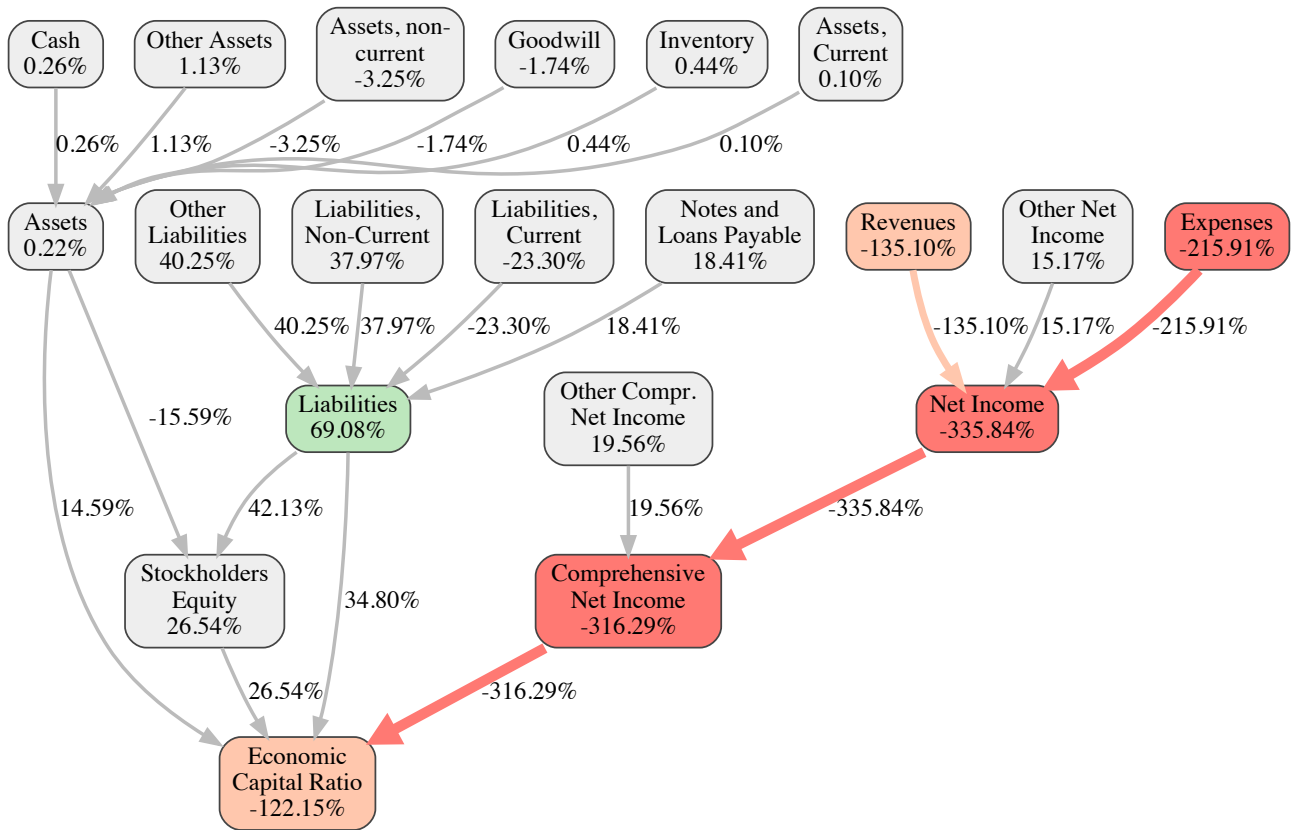 Cash
0.26%
Other Assets
1.13%
Assets, non-
current
-3.25%
Goodwill
-1.74%
Inventory
0.44%
Assets,
Current
0.10%
0.26%
1.13%
-3.25%
-1.74%
0.44%
0.10%
Assets
0.22%
Other
Liabilities
40.25%
Liabilities,
Non-Current
37.97%
Liabilities,
Current
-23.30%
Notes and
Loans Payable
18.41%
Revenues
-135.10%
Other Net
Income
15.17%
Expenses
-215.91%
40.25%
37.97%
-23.30%
18.41%
-135.10%
15.17%
-215.91%
-15.59%
Liabilities
69.08%
Other Compr.
Net Income
19.56%
Net Income
-335.84%
14.59%
42.13%
19.56%
-335.84%
Stockholders
Equity
26.54%
34.80%
Comprehensive
Net Income
-316.29%
26.54%
-316.29%
Economic
Capital Ratio
-122.15%